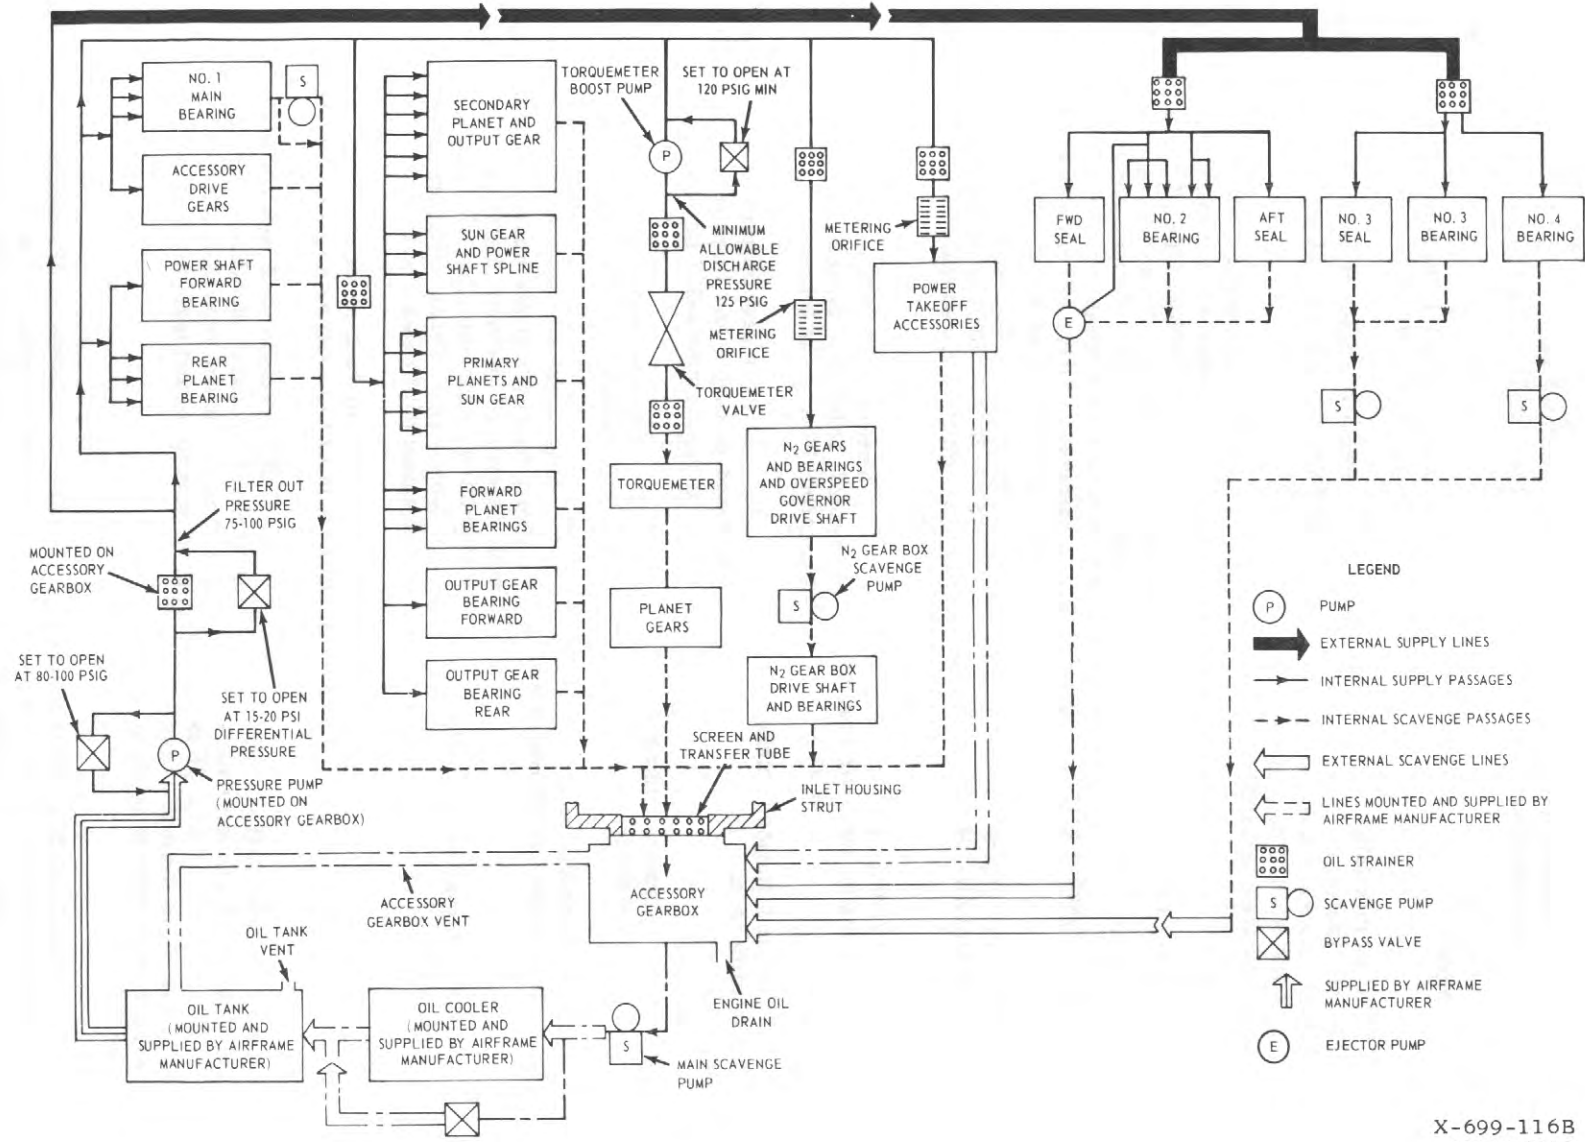 NO. 1
MAIN
BEARING
S
ACCESSORY
DRIVE
GEARS
POWER SHAFT
FORWARD
BEARING
REAR
PLANET
BEARING
FILTER OUT
PRESSURE
75-100 PSIG
MOUNTED ON
ACCESSORY
GEARBOX
SET TO OPEN
AT 80-100 PSIG
SET TO OPEN
AT 15-20 PSI
DIFFERENTIAL
PRESSURE
P
PRESSURE PUMP
(MOUNTED ON
ACCESSORY GEARBOX)
SECONDARY
PLANET AND
OUTPUT GEAR
SUN GEAR
AND POWER
SHAFT SPLINE
PRIMARY
PLANETS AND
SUN GEAR
FORWARD
PLANET
BEARINGS
OUTPUT GEAR
BEARING
FORWARD
OUTPUT GEAR
BEARING
REAR
TORQUEMETER
BOOST PUMP
SET TO OPEN AT
120 PSIG MIN
P
MINIMUM
ALLOWABLE
DISCHARGE
PRESSURE
125 PSIG
METERING
ORIFICE
TORQUEMETER
VALVE
TORQUEMETER
PLANET
GEARS
N2 GEARS
AND BEARINGS
AND OVERSPEED
GOVERNOR
DRIVE SHAFT
N2 GEAR BOX
SCAVENGE
PUMP
S
N2 GEAR BOX
DRIVE SHAFT
AND BEARINGS
METERING
ORIFICE
POWER
TAKEOFF
ACCESSORIES
SCREEN AND
TRANSFER TUBE
INLET HOUSING
STRUT
ACCESSORY
GEARBOX
ACCESSORY
GEARBOX VENT
OIL TANK
VENT
ENGINE OIL
DRAIN
OIL TANK
(MOUNTED AND
SUPPLIED BY AIRFRAME
MANUFACTURER)
OIL COOLER
(MOUNTED AND
SUPPLIED BY AIRFRAME
MANUFACTURER)
S
MAIN SCAVENGE
PUMP
FWD
SEAL
NO. 2
BEARING
AFT
SEAL
NO. 3
SEAL
NO. 3
BEARING
NO. 4
BEARING
E
S
S
LEGEND
P PUMP
EXTERNAL SUPPLY LINES
INTERNAL SUPPLY PASSAGES
INTERNAL SCAVENGE PASSAGES
EXTERNAL SCAVENGE LINES
LINES MOUNTED AND SUPPLIED BY
AIRFRAME MANUFACTURER
OIL STRAINER
S SCAVENGE PUMP
BYPASS VALVE
SUPPLIED BY AIRFRAME
MANUFACTURER
E EJECTOR PUMP
X-699-116B